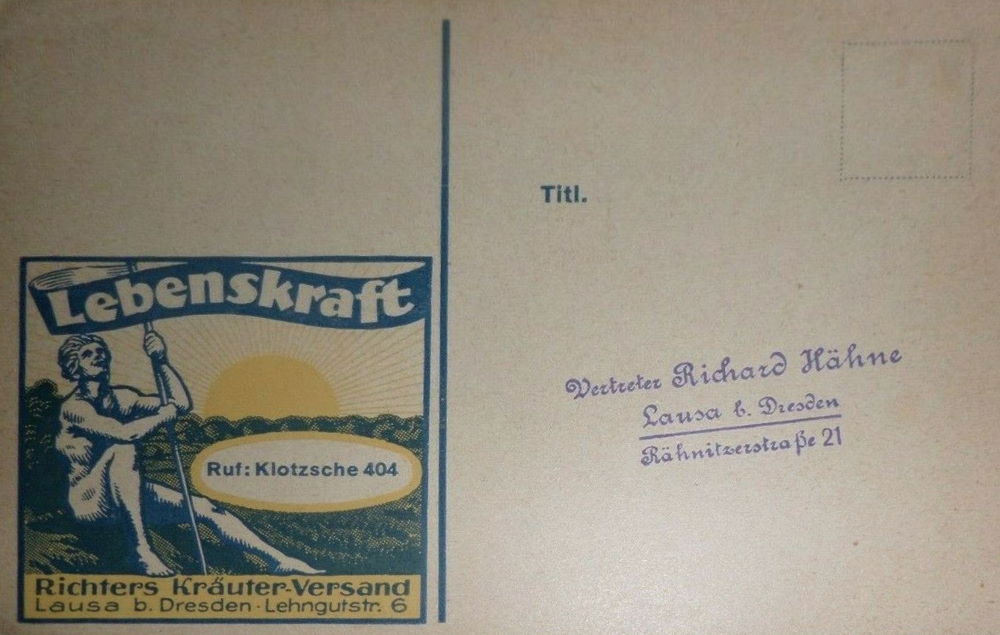 Lebenskraft
Ruf: Klotzsche 404
Richters Kräuter-Versand
Lausa b. Dresden · Lehngutstr. 6
Titl.
Vertreter Richard Hähne
Lausa b. Dresden
Rähnitzerstraße 21